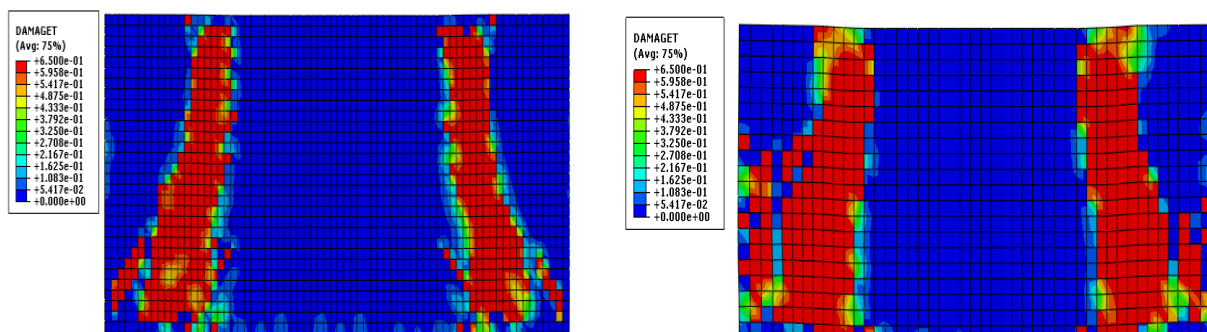 DAMAGET
(Avg: 75%)
+6.500e-01
+5.958e-01
+5.417e-01
+4.875e-01
+4.333e-01
+3.792e-01
+3.250e-01
+2.708e-01
+2.167e-01
+1.625e-01
+1.083e-01
+5.417e-02
+0.000e+00
DAMAGET
(Avg: 75%)
+6.500e-01
+5.958e-01
+5.417e-01
+4.875e-01
+4.333e-01
+3.792e-01
+3.250e-01
+2.708e-01
+2.167e-01
+1.625e-01
+1.083e-01
+5.417e-02
+0.000e+00